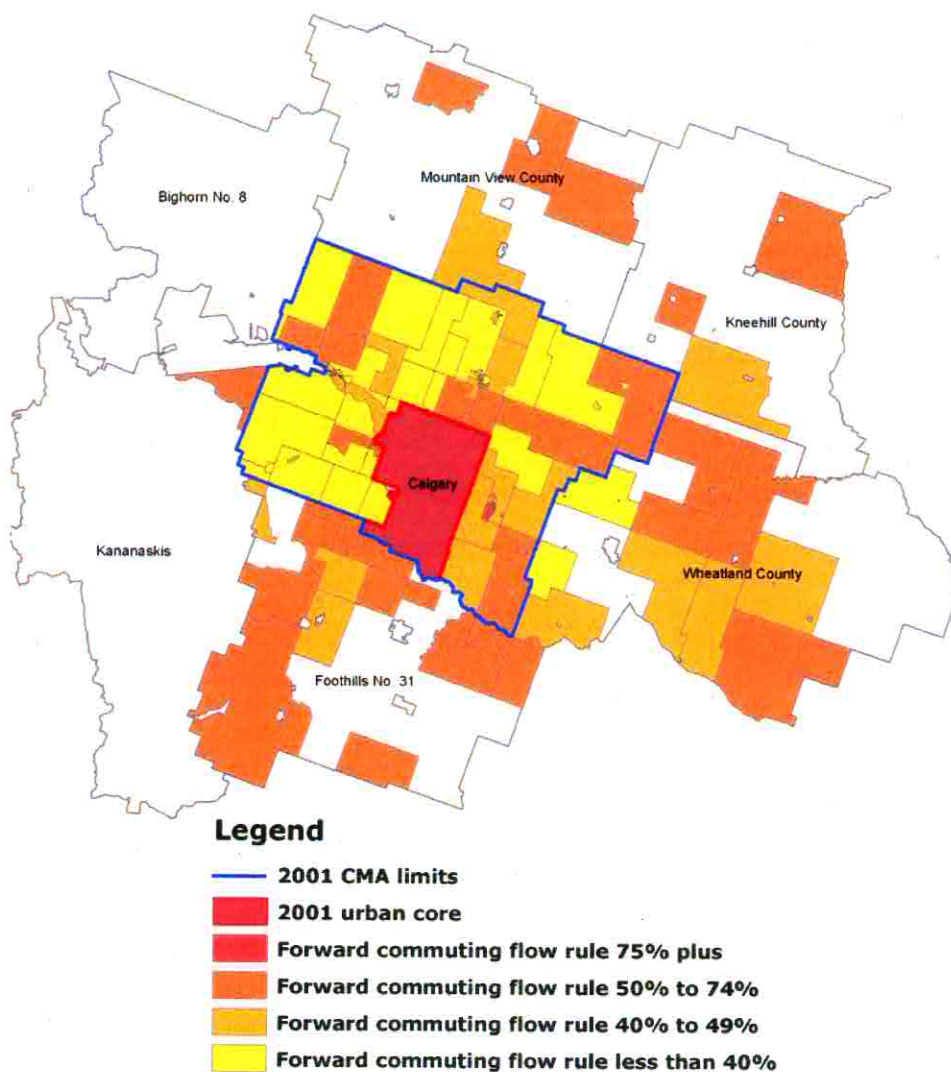 Mountain View County
Bighorn No. 8
Kneehill County
Calgary
Kananaskis
Wheatland County
Foothills No. 31
Legend
2001 CMA limits
2001 urban core
Forward commuting flow rule 75% plus
Forward commuting flow rule 50% to 74%
Forward commuting flow rule 40% to 49%
Forward commuting flow rule less than 40%